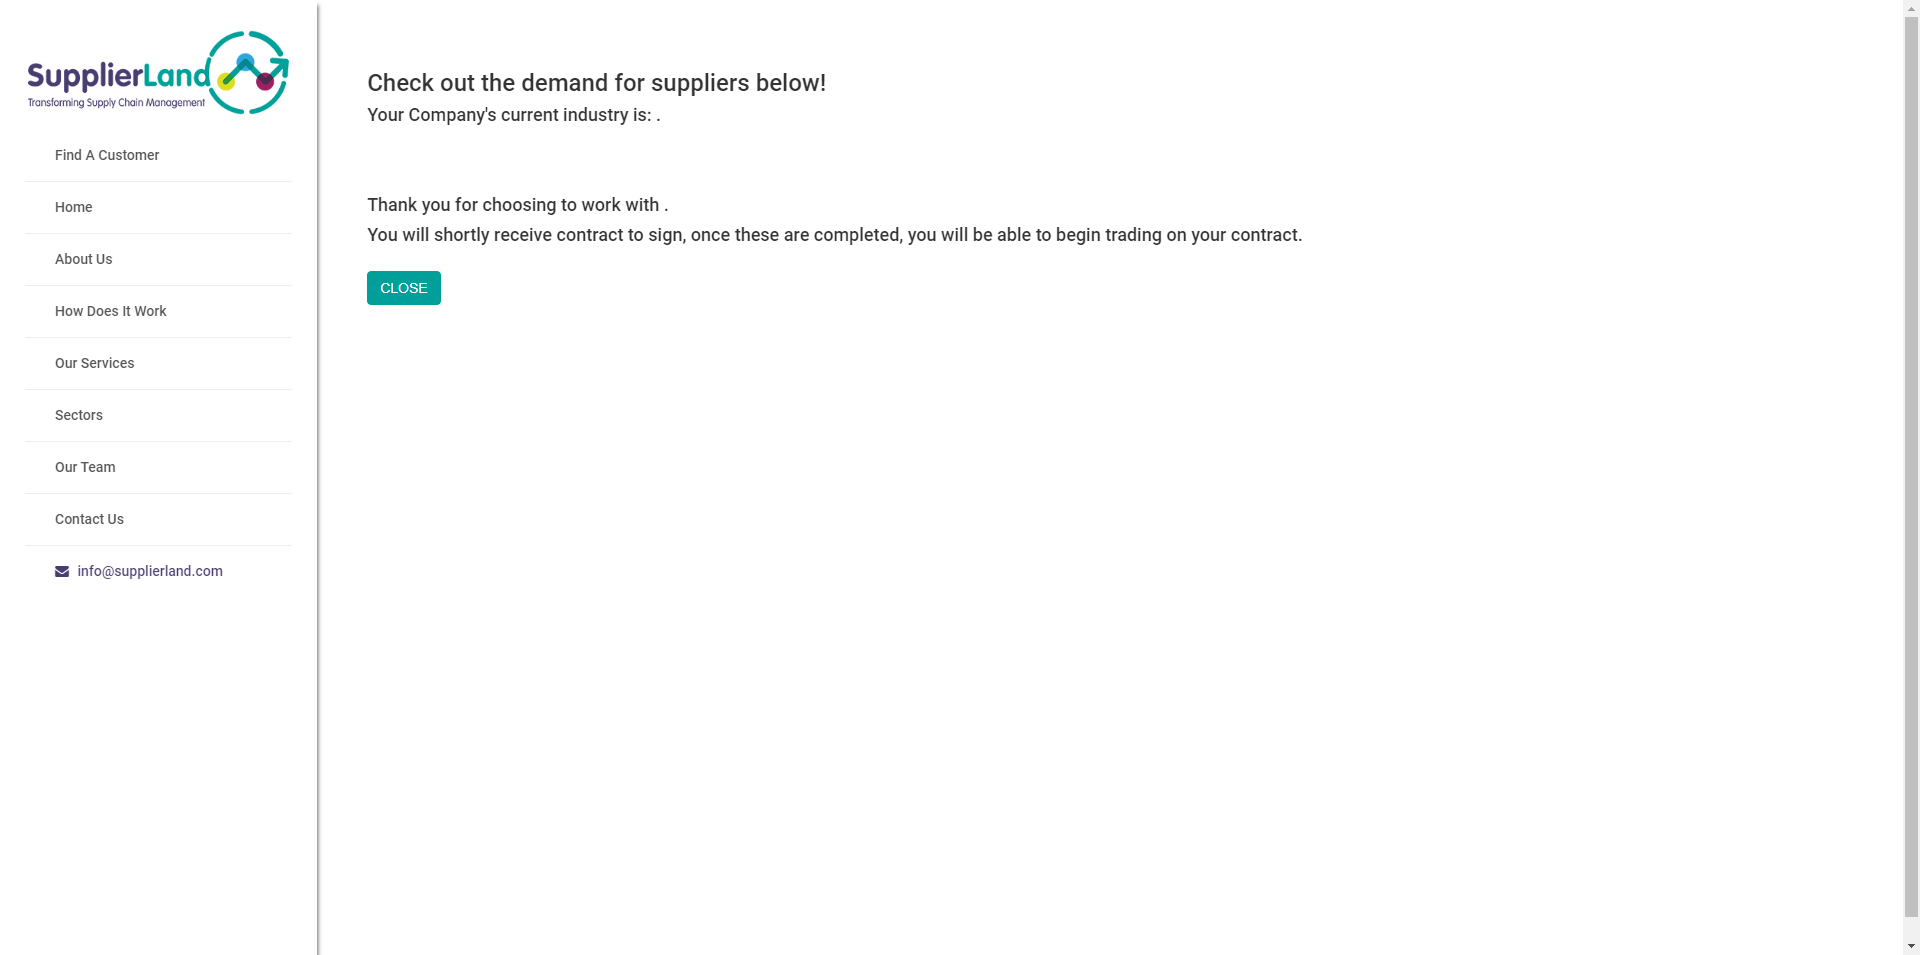 SupplierLand
Transforming Supply Chain Management
Find A Customer
Home
About Us
How Does It Work
Our Services
Sectors
Our Team
Contact Us
info@supplierland.com
Check out the demand for suppliers below!
Your Company's current industry is: .
Thank you for choosing to work with .
You will shortly receive contract to sign, once these are completed, you will be able to begin trading on your contract.
CLOSE